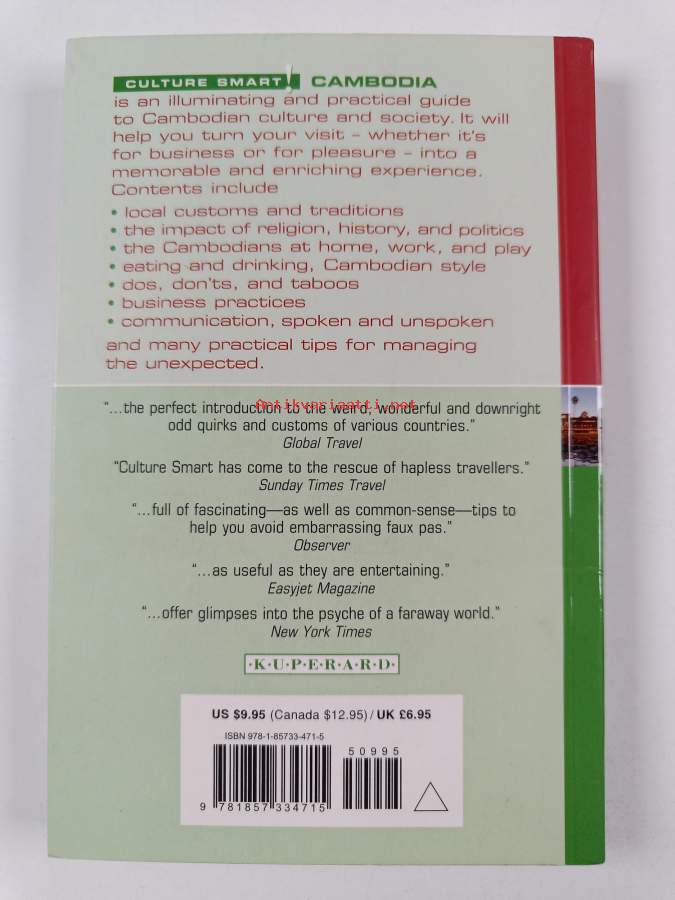 CULTURE SMART! CAMBODIA
is an illuminating and practical guide
to Cambodian culture and society. It will
help you turn your visit – whether it's
for business or for pleasure – into a
memorable and enriching experience.
Contents include
• local customs and traditions
• the impact of religion, history, and politics
• the Cambodians at home, work, and play
• eating and drinking, Cambodian style
• dos, don'ts, and taboos
• business practices
• communication, spoken and unspoken
and many practical tips for managing
the unexpected.
Antikvariaatti.net
"...the perfect introduction to the weird, wonderful and downright
odd quirks and customs of various countries."
Global Travel
"Culture Smart has come to the rescue of hapless travellers."
Sunday Times Travel
"...full of fascinating—as well as common-sense—tips to
help you avoid embarrassing faux pas."
Observer
"...as useful as they are entertaining."
Easyjet Magazine
"...offer glimpses into the psyche of a faraway world."
New York Times
·K·U·P·E·R·A·R·D·
US $9.95 (Canada $12.95) / UK £6.95
ISBN 978-1-85733-471-5
50995
9 781857 334715